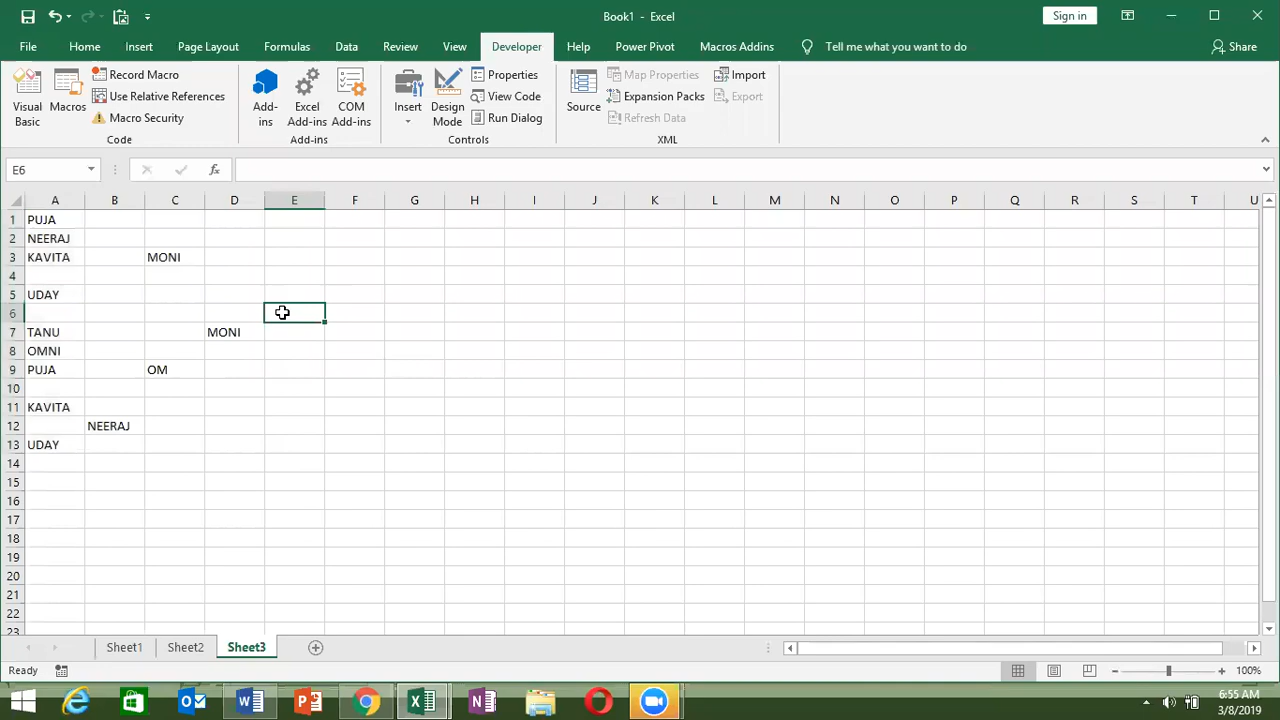 Book1 - Excel
Sign in
File Home Insert Page Layout Formulas Data Review View Developer Help Power Pivot Macros Addins Tell me what you want to do Share
Visual Basic
Macros
Record Macro
Use Relative References
Macro Security
Code
Add-ins
Excel Add-ins
COM Add-ins
Add-ins
Insert
Design Mode
Properties
View Code
Run Dialog
Controls
Source
Map Properties
Expansion Packs
Refresh Data
Import
Export
XML
E6
fx
A B C D E F G H I J K L M N O P Q R S T U
1 PUJA
2 NEERAJ
3 KAVITA MONI
4
5 UDAY
6
7 TANU MONI
8 OMNI
9 PUJA OM
10
11 KAVITA
12 NEERAJ
13 UDAY
14
15
16
17
18
19
20
21
22
23
Sheet1 Sheet2 Sheet3
Ready
100%
6:55 AM
3/8/2019